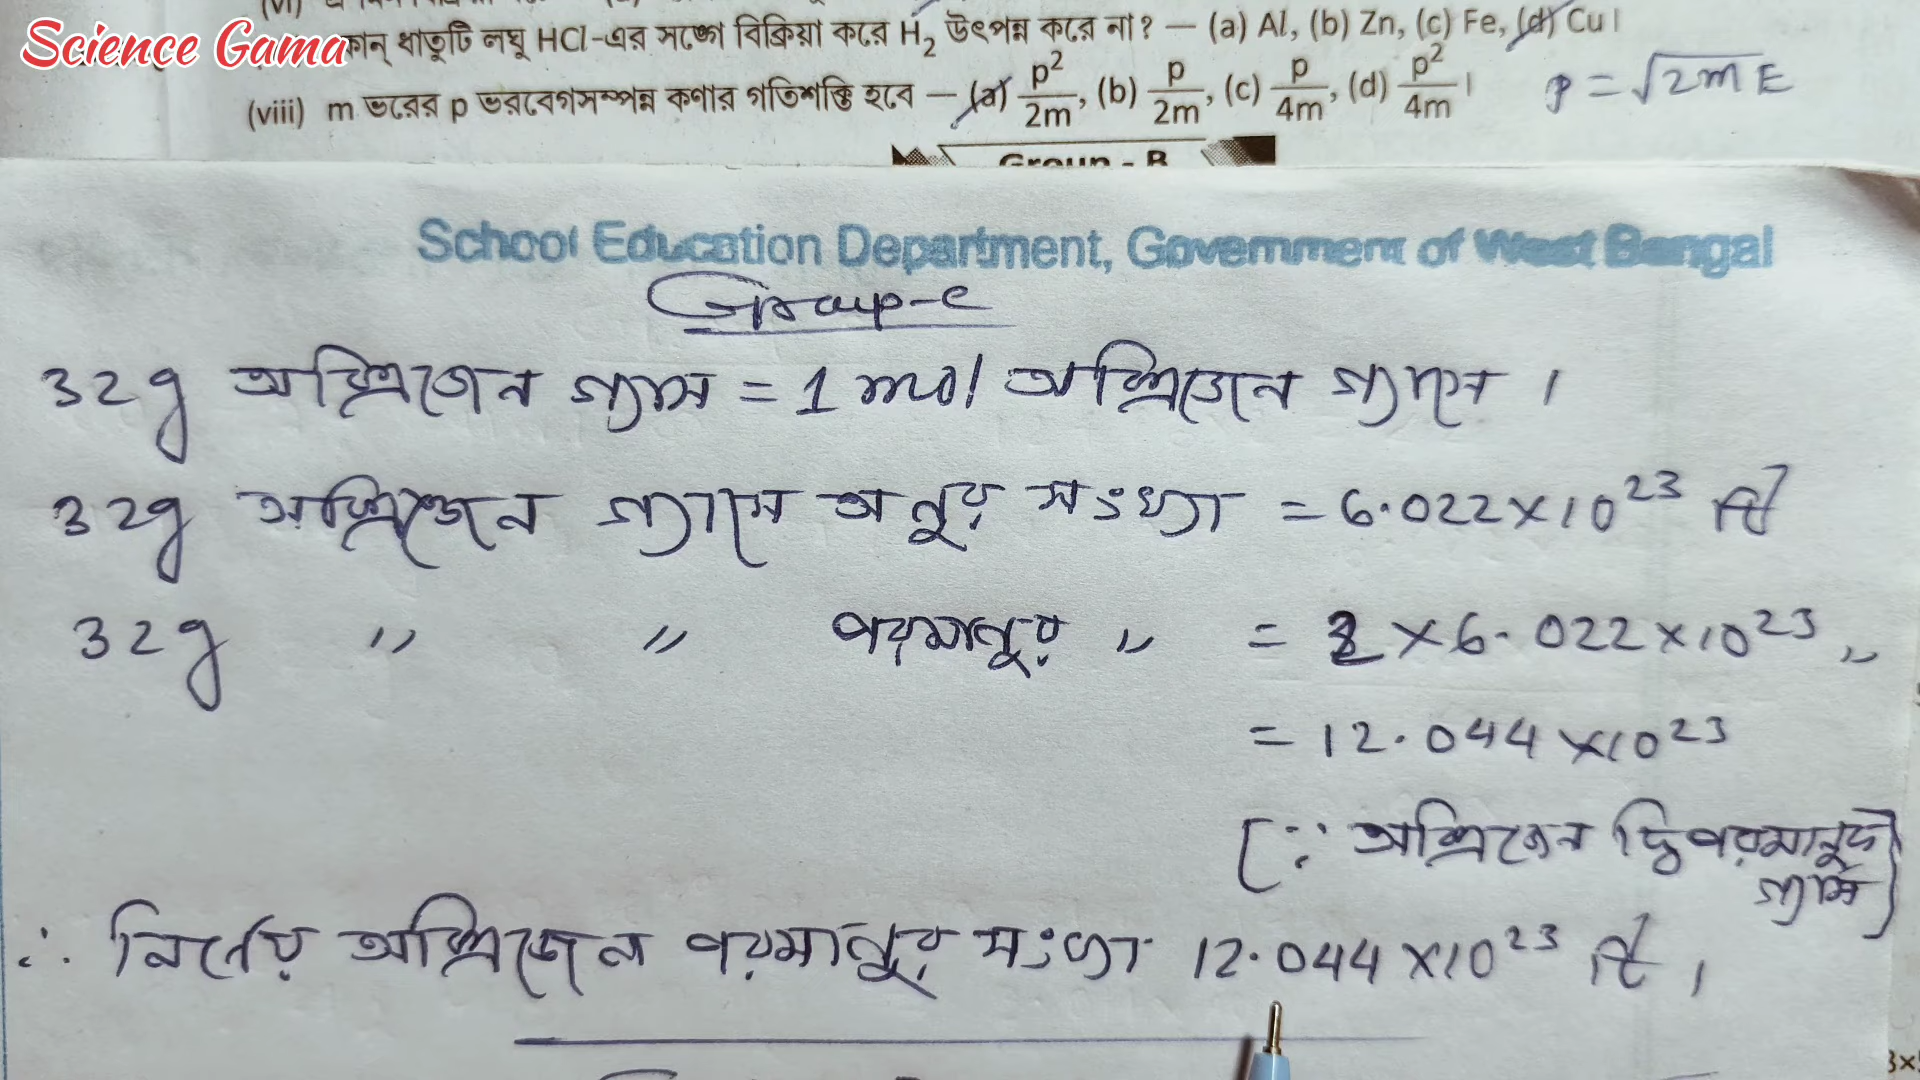 Science Gama
কোন্ ধাতুটি লঘু HCl-এর সঙ্গে বিক্রিয়া করে H₂ উৎপন্ন করে না? — (a) Al, (b) Zn, (c) Fe, (d) Cu।
(viii) m ভরের p ভরবেগসম্পন্ন কণার গতিশক্তি হবে — (a) p²/2m, (b) p/2m, (c) p/4m, (d) p²/4m। p = √2mE
Group - B
School Education Department, Government of West Bengal
Group-C
32g অক্সিজেন গ্যাস = 1 mol অক্সিজেন গ্যাস।
32g অক্সিজেন গ্যাসে অনুর সংখ্যা = 6.022×10²³ টি
32g " " পরমানুর " = 2 × 6.022×10²³ "
= 12.044 ×10²³
[∵ অক্সিজেন দ্বিপরমানুক
গ্যাস]
∴ নির্ণেয় অক্সিজেন পরমানুর সংখ্যা 12.044 ×10²³ টি।